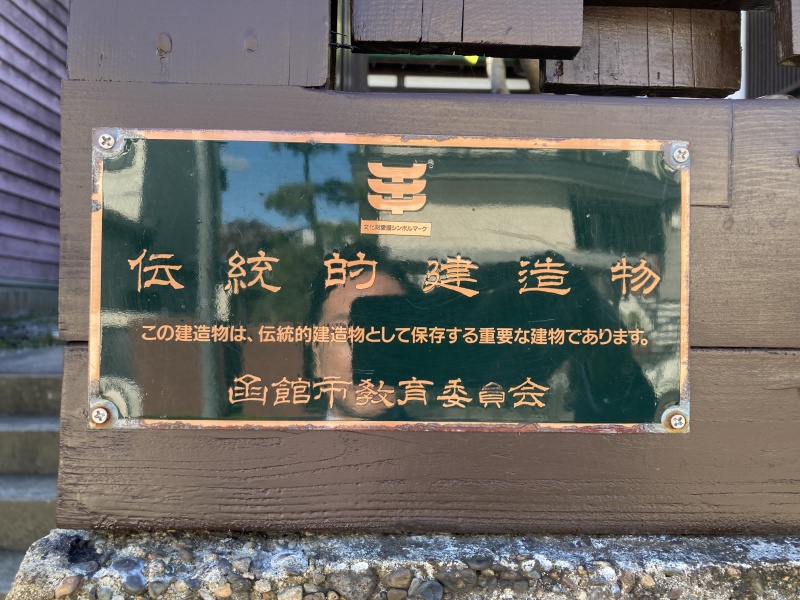 文化財愛護シンボルマーク
伝統的建造物
この建造物は、伝統的建造物として保存する重要な建物であります。
函館市教育委員会